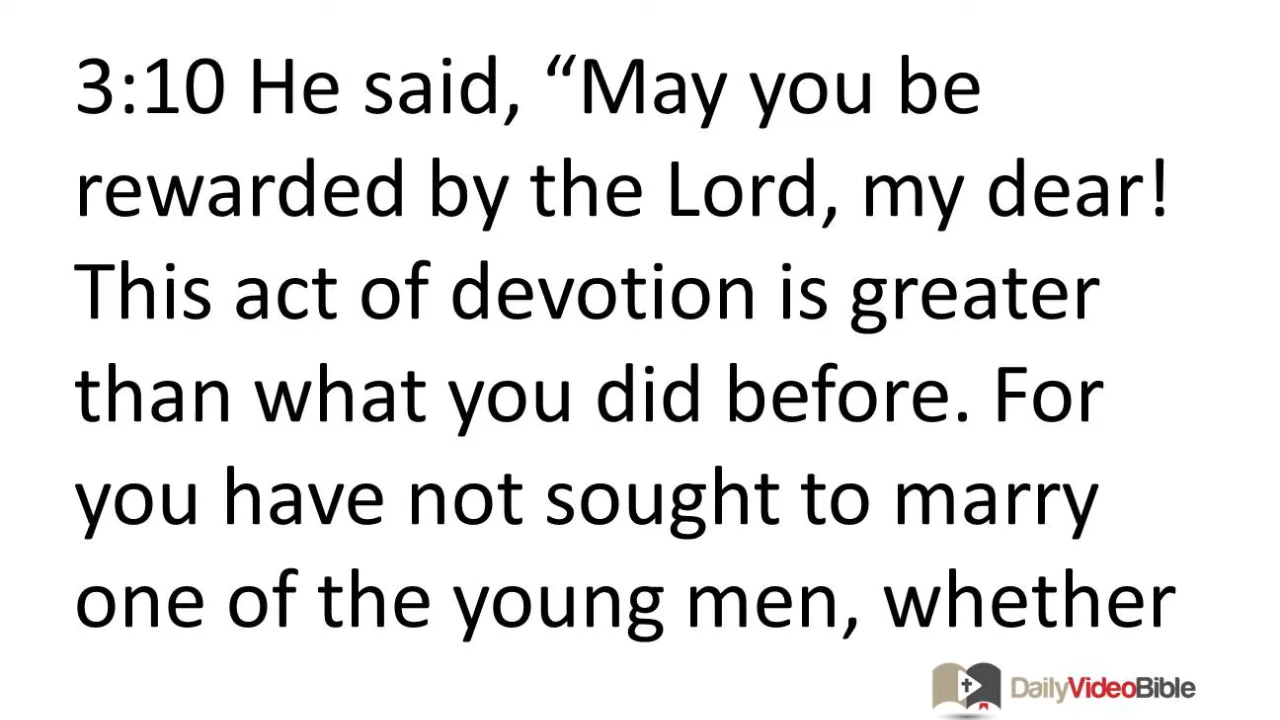 3:10 He said, “May you be
rewarded by the Lord, my dear!
This act of devotion is greater
than what you did before. For
you have not sought to marry
one of the young men, whether
DailyVideoBible